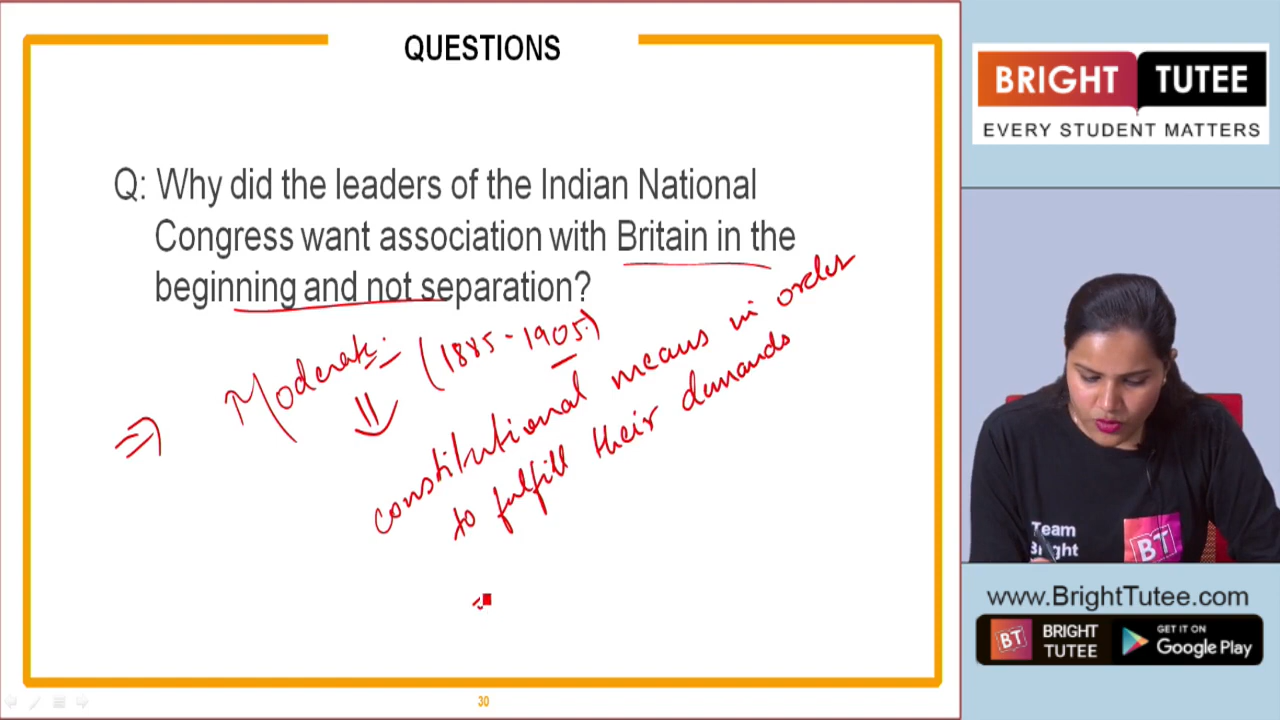 QUESTIONS
Q: Why did the leaders of the Indian National
Congress want association with Britain in the
beginning and not separation?
⇒ Moderate. (1885-1905.)
⇓
constitutional means in order
to fulfill their demands
30
BRIGHT TUTEE
EVERY STUDENT MATTERS
Team
Bright
BT
www.BrightTutee.com
BT BRIGHT TUTEE
GET IT ON
Google Play